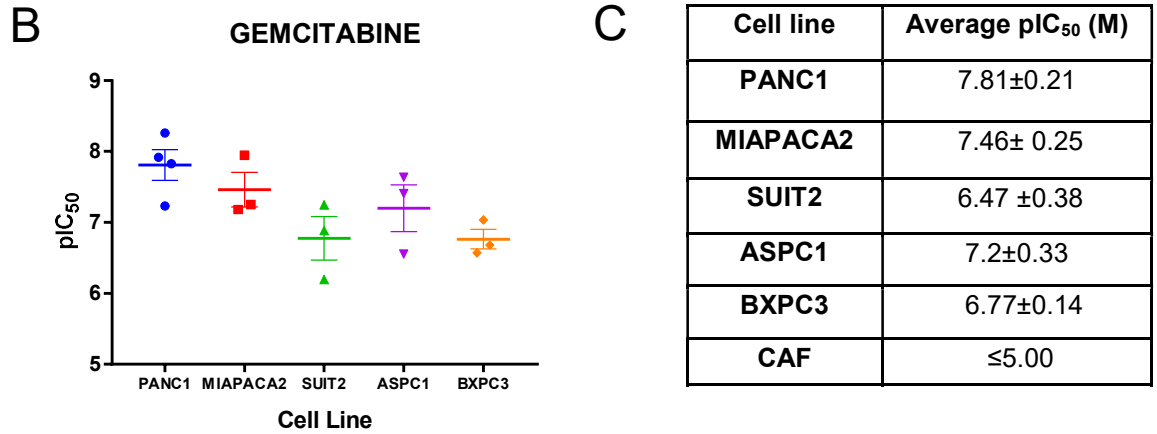 B
GEMCITABINE
pIC50
9
8
7
6
5
PANC1 MIAPACA2 SUIT2 ASPC1 BXPC3
Cell Line
C
Cell line Average pIC50 (M)
PANC1 7.81±0.21
MIAPACA2 7.46± 0.25
SUIT2 6.47 ±0.38
ASPC1 7.2±0.33
BXPC3 6.77±0.14
CAF ≤5.00